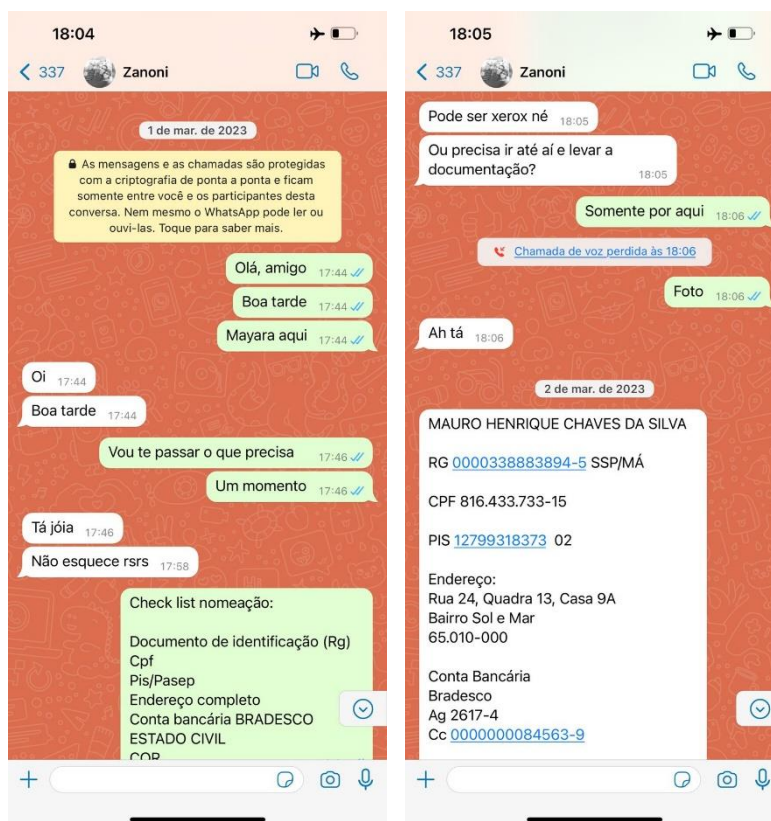 18:04
337
Zanoni
1 de mar. de 2023
As mensagens e as chamadas são protegidas
com a criptografia de ponta a ponta e ficam
somente entre você e os participantes desta
conversa. Nem mesmo o WhatsApp pode ler ou
ouvi-las. Toque para saber mais.
Olá, amigo 17:44
Boa tarde 17:44
Mayara aqui 17:44
Oi 17:44
Boa tarde 17:44
Vou te passar o que precisa 17:46
Um momento 17:46
Tá jóia 17:46
Não esquece rsrs 17:58
Check list nomeação:
Documento de identificação (Rg)
Cpf
Pis/Pasep
Endereço completo
Conta bancária BRADESCO
ESTADO CIVIL
COR
18:05
337
Zanoni
Pode ser xerox né 18:05
Ou precisa ir até aí e levar a
documentação? 18:05
Somente por aqui 18:06
Chamada de voz perdida às 18:06
Foto 18:06
Ah tá 18:06
2 de mar. de 2023
MAURO HENRIQUE CHAVES DA SILVA
RG 0000338883894-5 SSP/MÁ
CPF 816.433.733-15
PIS 12799318373 02
Endereço:
Rua 24, Quadra 13, Casa 9A
Bairro Sol e Mar
65.010-000
Conta Bancária
Bradesco
Ag 2617-4
Cc 0000000084563-9